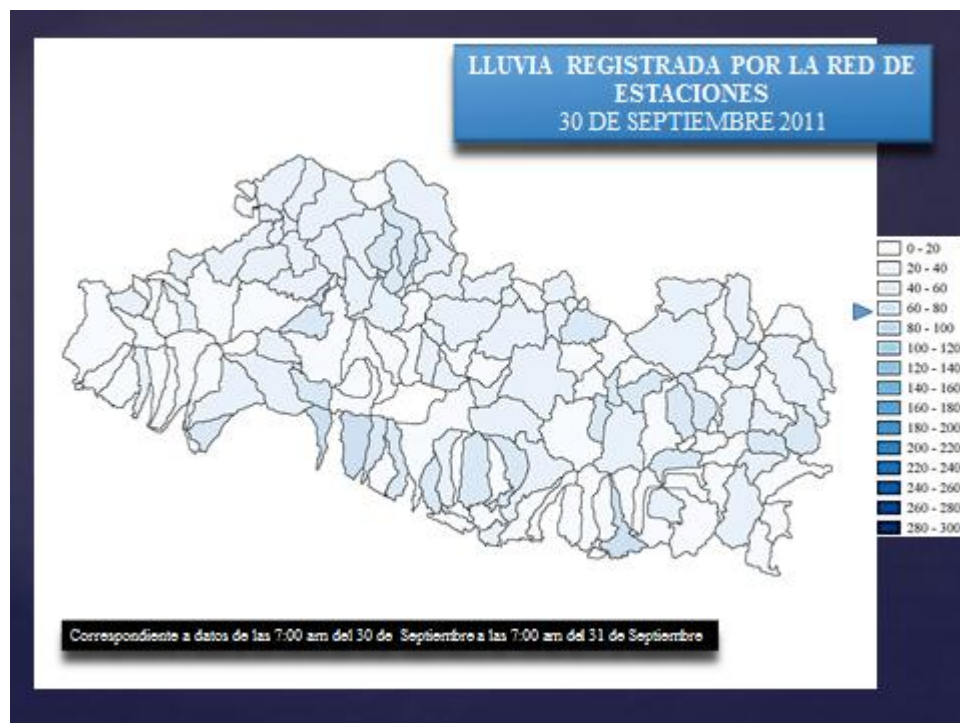 LLUVIA REGISTRADA POR LA RED DE
ESTACIONES
30 DE SEPTIEMBRE 2011
0 - 20
20 - 40
40 - 60
60 - 80
80 - 100
100 - 120
120 - 140
140 - 160
160 - 180
180 - 200
200 - 220
220 - 240
240 - 260
260 - 280
280 - 300
Correspondiente a datos de las 7:00 am del 30 de Septiembre a las 7:00 am del 31 de Septiembre